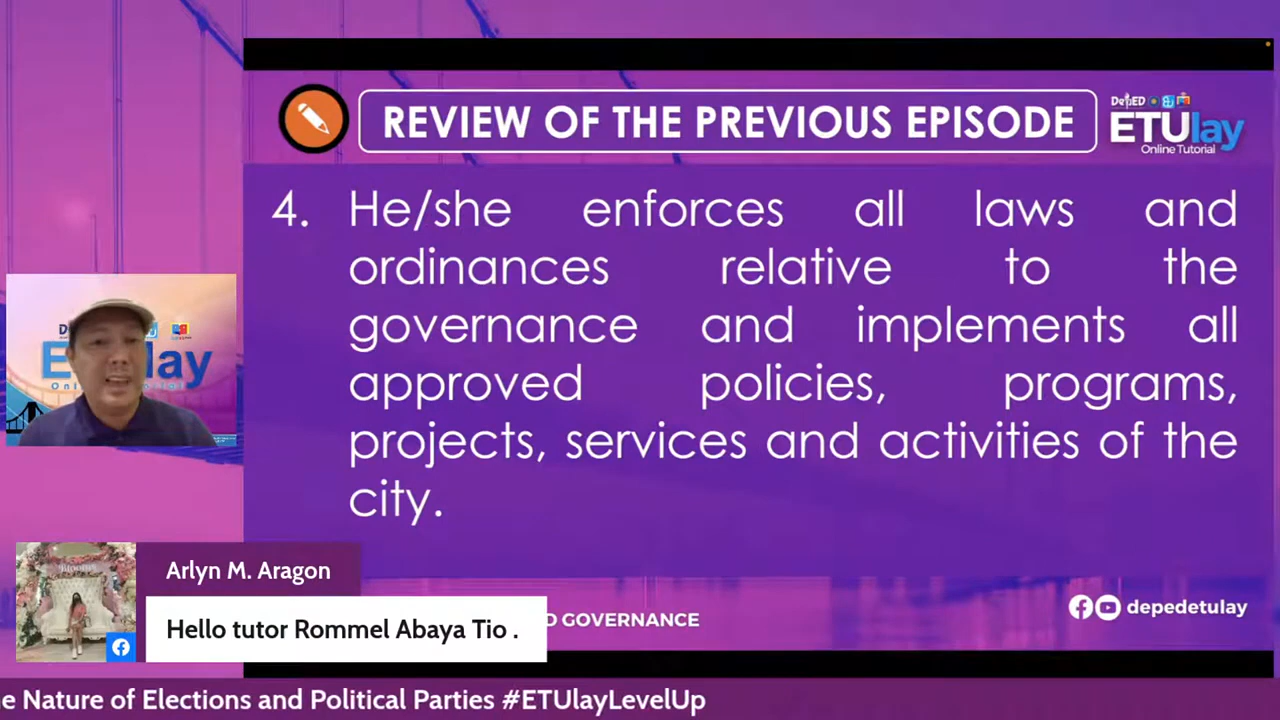 REVIEW OF THE PREVIOUS EPISODE
DepED
ETUlay
Online Tutorial
4. He/she enforces all laws and
ordinances relative to the
governance and implements all
approved policies, programs,
projects, services and activities of the
city.
Arlyn M. Aragon
Hello tutor Rommel Abaya Tio .
D GOVERNANCE
depedetulay
e Nature of Elections and Political Parties #ETUlayLevelUp